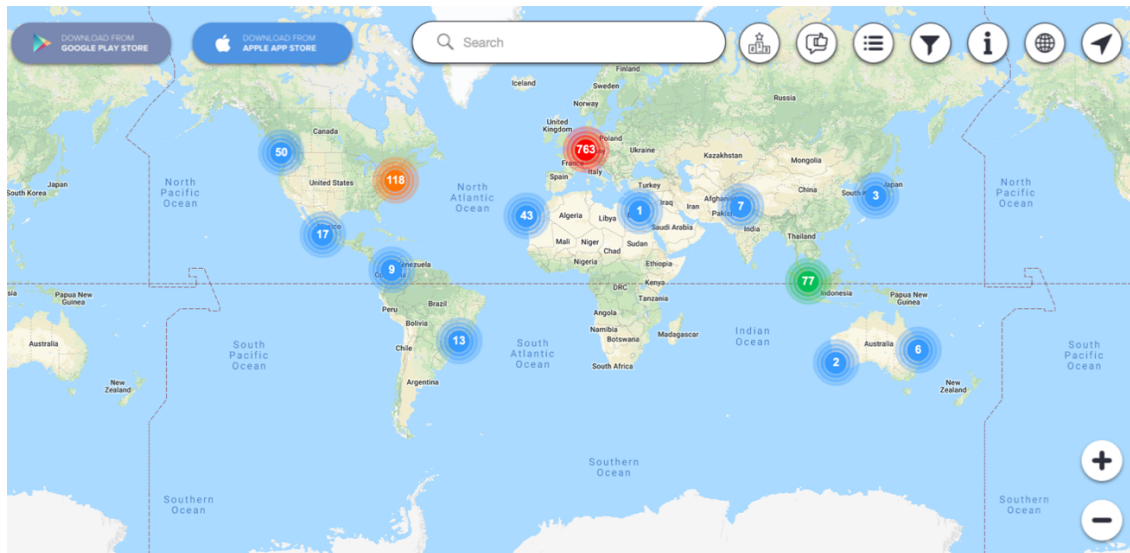 DOWNLOAD FROM
GOOGLE PLAY STORE
DOWNLOAD FROM
APPLE APP STORE
Search
Iceland
Finland
Sweden
Norway
Russia
United
Kingdom
Poland
Ukraine
Kazakhstan
Mongolia
Canada
50
763
Italy
Spain
Turkey
United States
118
Japan
South Korea
North
Pacific
Ocean
North
Atlantic
Ocean
43
Algeria
Libya
1
Iraq
Iran
7
China
3
Japan
North
Pacific
Ocean
Saudi Arabia
India
17
Mali
Niger
Chad
Sudan
Thailand
Nigeria
Ethiopia
9
Kenya
DRC
Tanzania
77
Indonesia
Papua New
Guinea
Papua New
Guinea
Peru
Brazil
Bolivia
Angola
Namibia
Botswana
Madagascar
Indian
Ocean
Australia
South
Pacific
Ocean
Chile
13
South
Atlantic
Ocean
South Africa
2
Australia
6
South
Pacific
Ocean
Argentina
New
Zealand
New
Zealand
Southern
Ocean
Southern
Ocean
Southern
Ocean